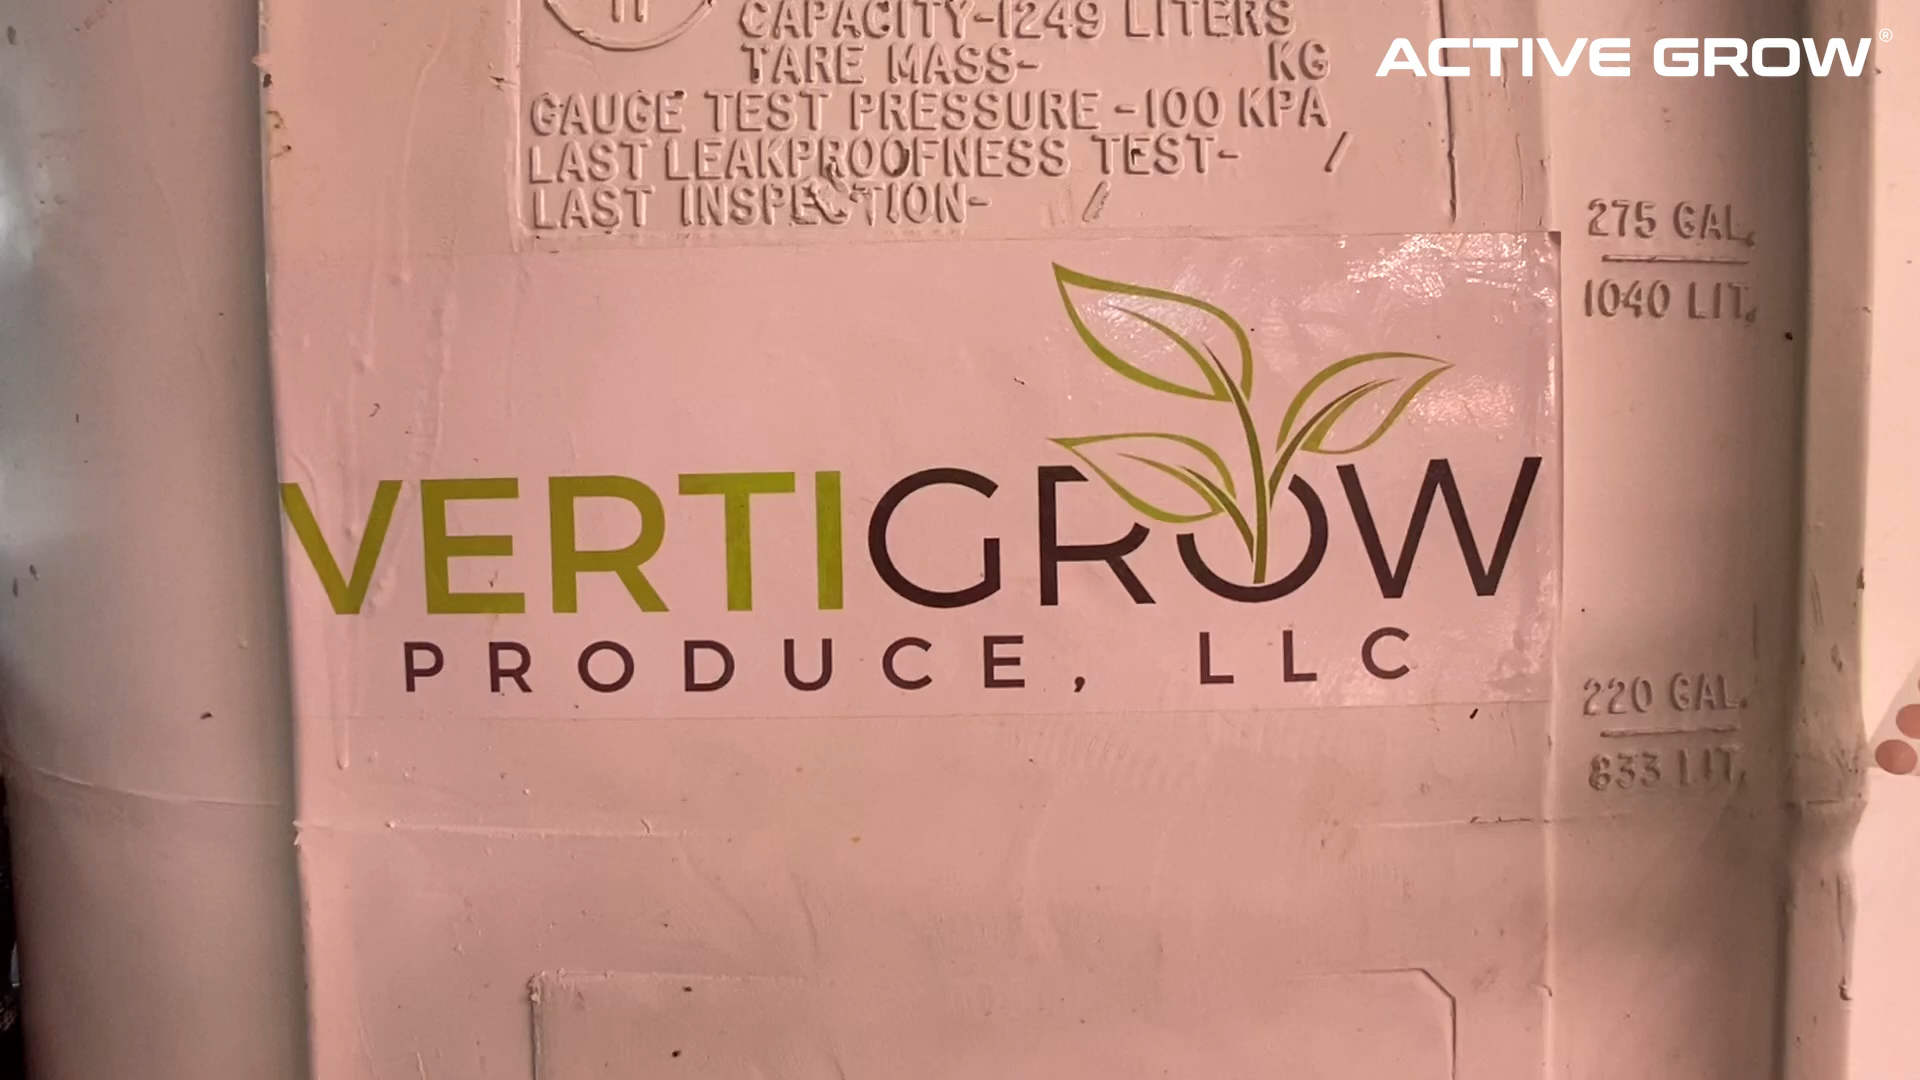 ACTIVE GROW®
CAPACITY-1249 LITERS
TARE MASS- KG
GAUGE TEST PRESSURE -100 KPA
LAST LEAKPROOFNESS TEST- /
LAST INSPECTION- /
275 GAL.
1040 LIT.
VERTIGROW
PRODUCE, LLC
220 GAL.
833 LIT.